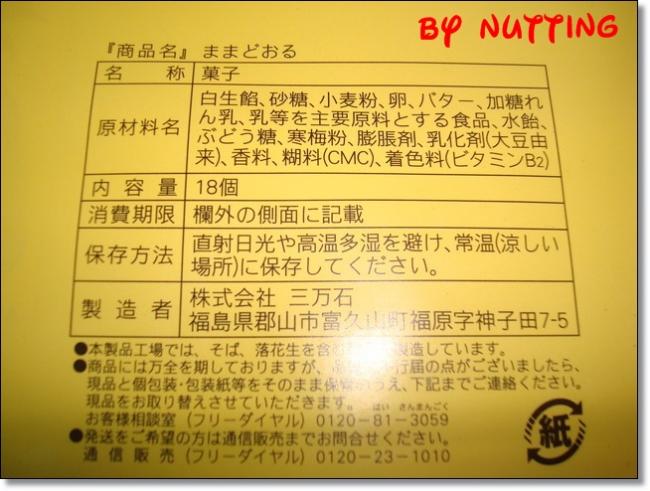 BY NUTTING
『商品名』 ままどおる
名称 菓子
原材料名 白生餡、砂糖、小麦粉、卵、バター、加糖れ
ん乳、乳等を主要原料とする食品、水飴、
ぶどう糖、寒梅粉、膨脹剤、乳化剤(大豆由
来)、香料、糊料(CMC)、着色料(ビタミンB2)
内容量 18個
消費期限 欄外の側面に記載
保存方法 直射日光や高温多湿を避け、常温(涼しい
場所)に保存してください。
製造者 株式会社 三万石
福島県郡山市富久山町福原字神子田7-5
●本製品工場では、そば、落花生を含む 製造しています。
●商品には万全を期しておりますが、 行届の点がございましたら、
現品と個包装・包装紙等をそのまま保管のうえ、下記までご連絡ください。
現品をお取り替えさせていただきます。 はい さんまんごく
お客様相談室 (フリーダイヤル) 0120-81-3059
●発送をご希望の方は通信販売までお問合せください。
通信販売 (フリーダイヤル) 0120-23-1010
紙